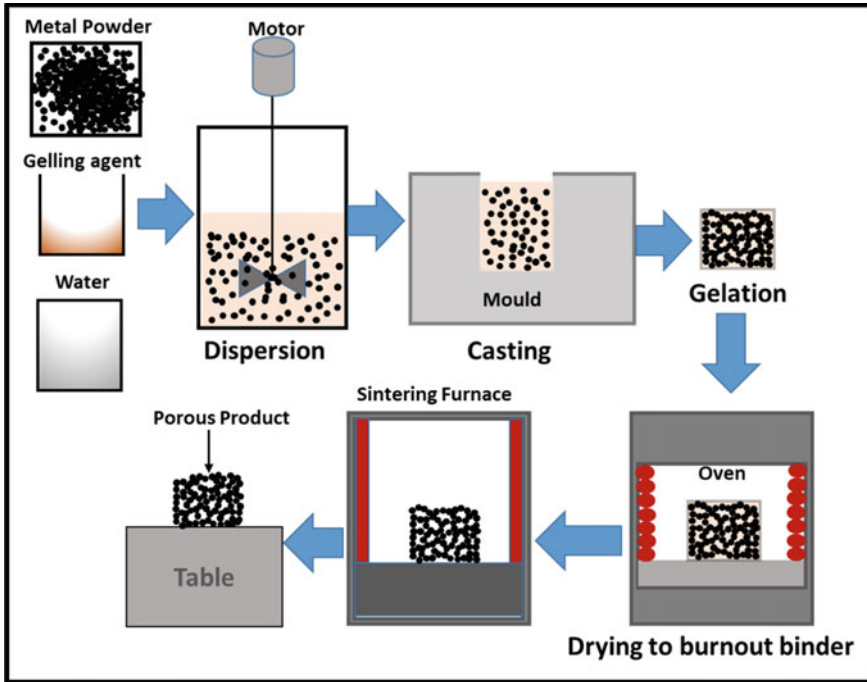 Metal Powder
Motor
Gelling agent
Water
Dispersion
Mould
Casting
Gelation
Sintering Furnace
Porous Product
Oven
Table
Drying to burnout binder